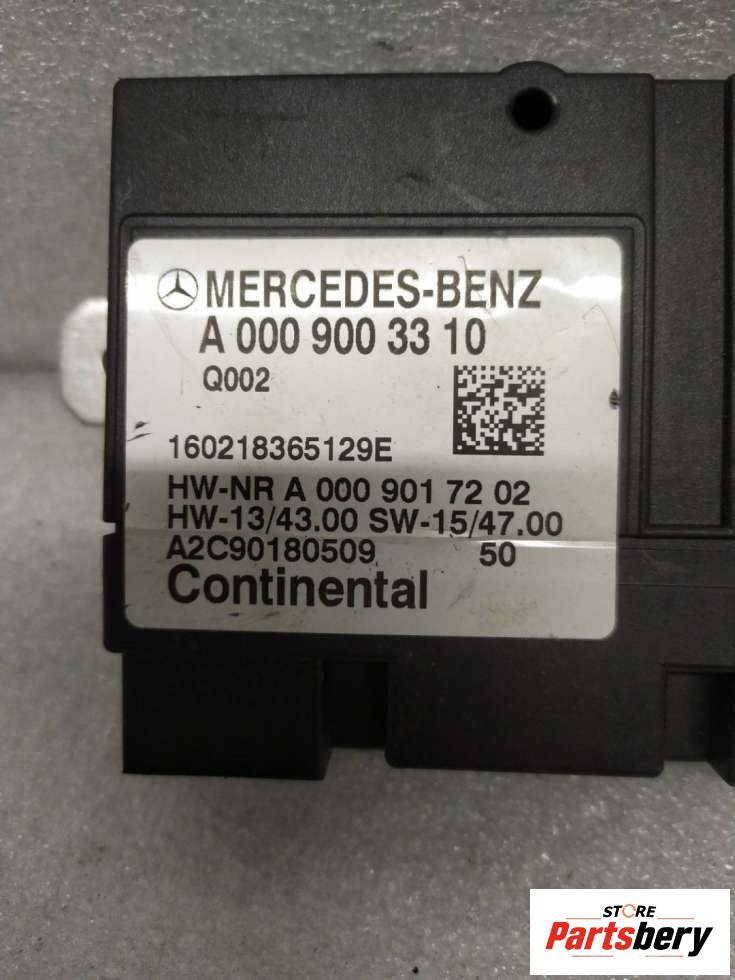 MERCEDES-BENZ
A 000 900 33 10
Q002
160218365129E
HW-NR A 000 901 72 02
HW-13/43.00 SW-15/47.00
A2C90180509 50
Continental
STORE
Partsbery